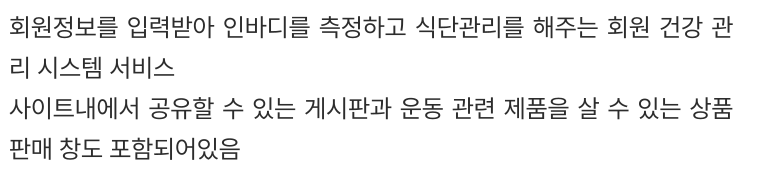 회원정보를 입력받아 인바디를 측정하고 식단관리를 해주는 회원 건강 관
리 시스템 서비스
사이트내에서 공유할 수 있는 게시판과 운동 관련 제품을 살 수 있는 상품
판매 창도 포함되어있음